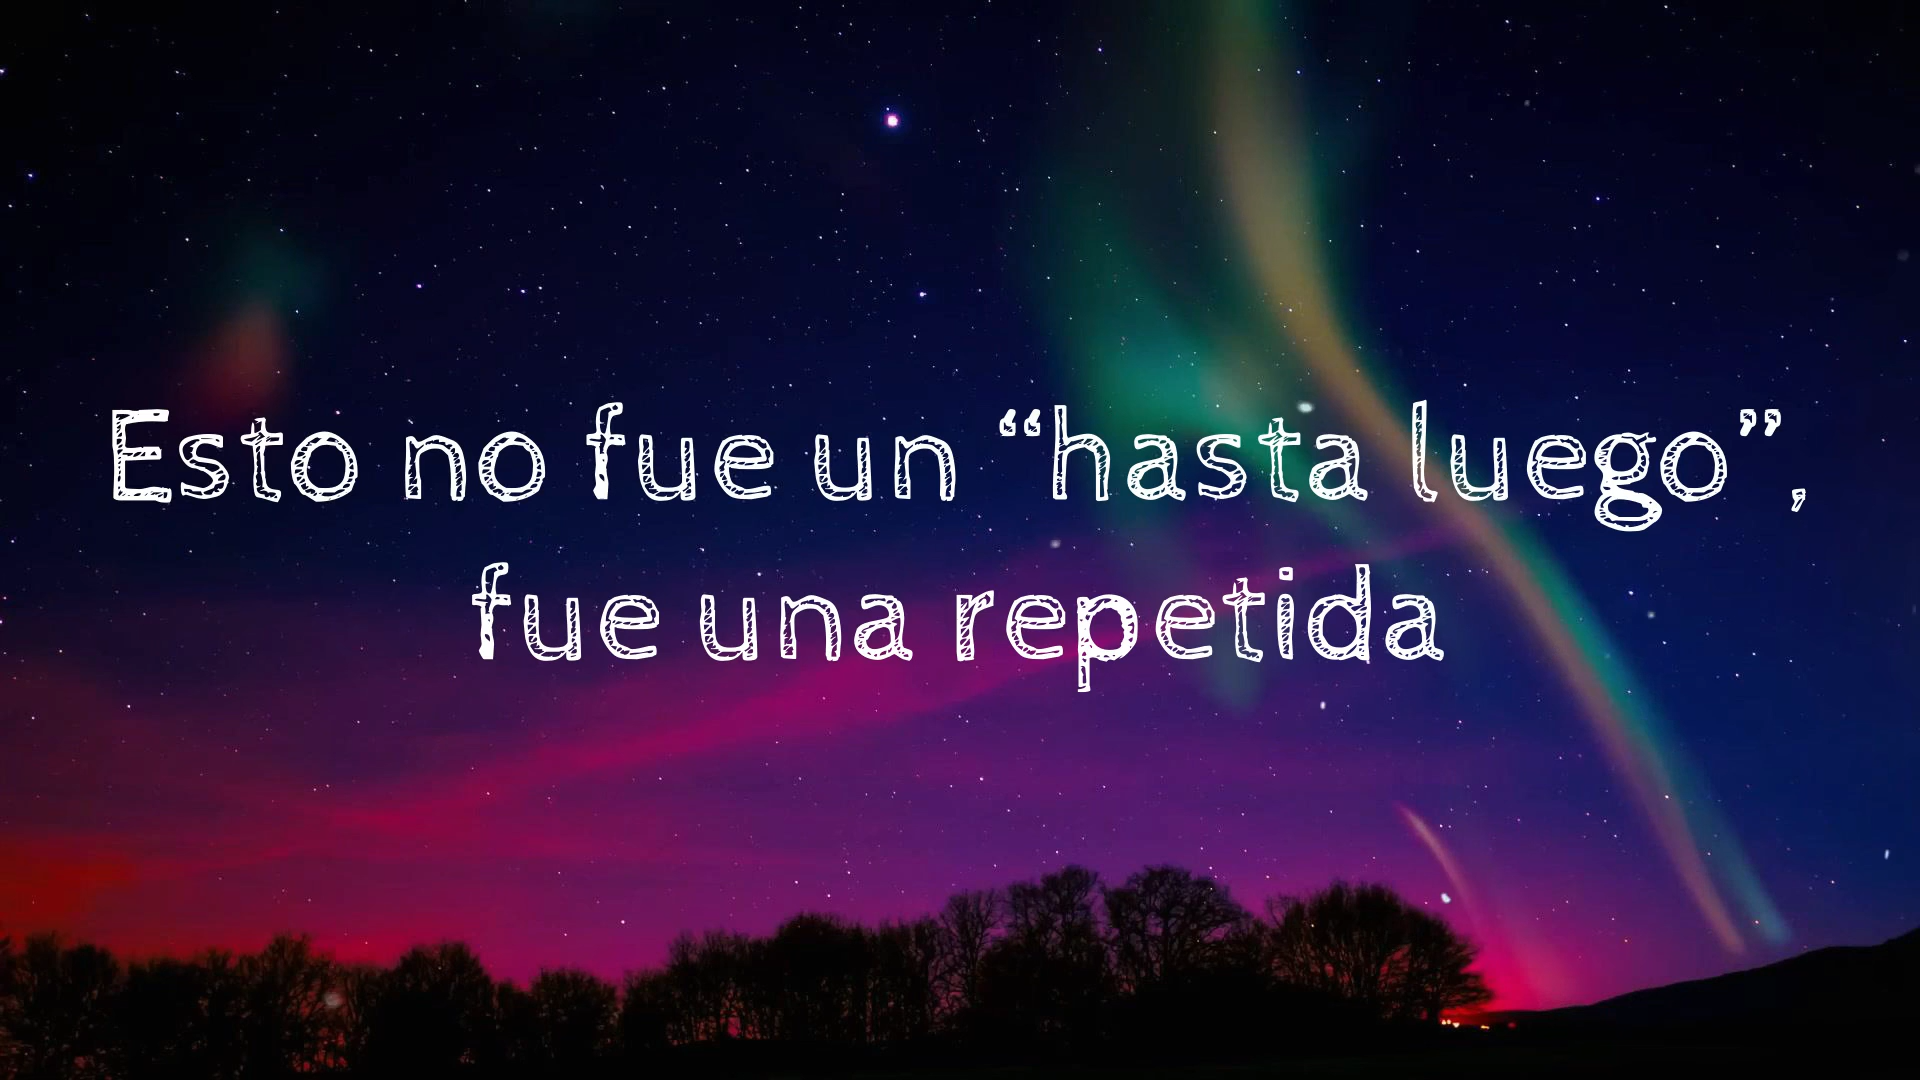 Esto no fue un “hasta luego” ,
fue una repetida